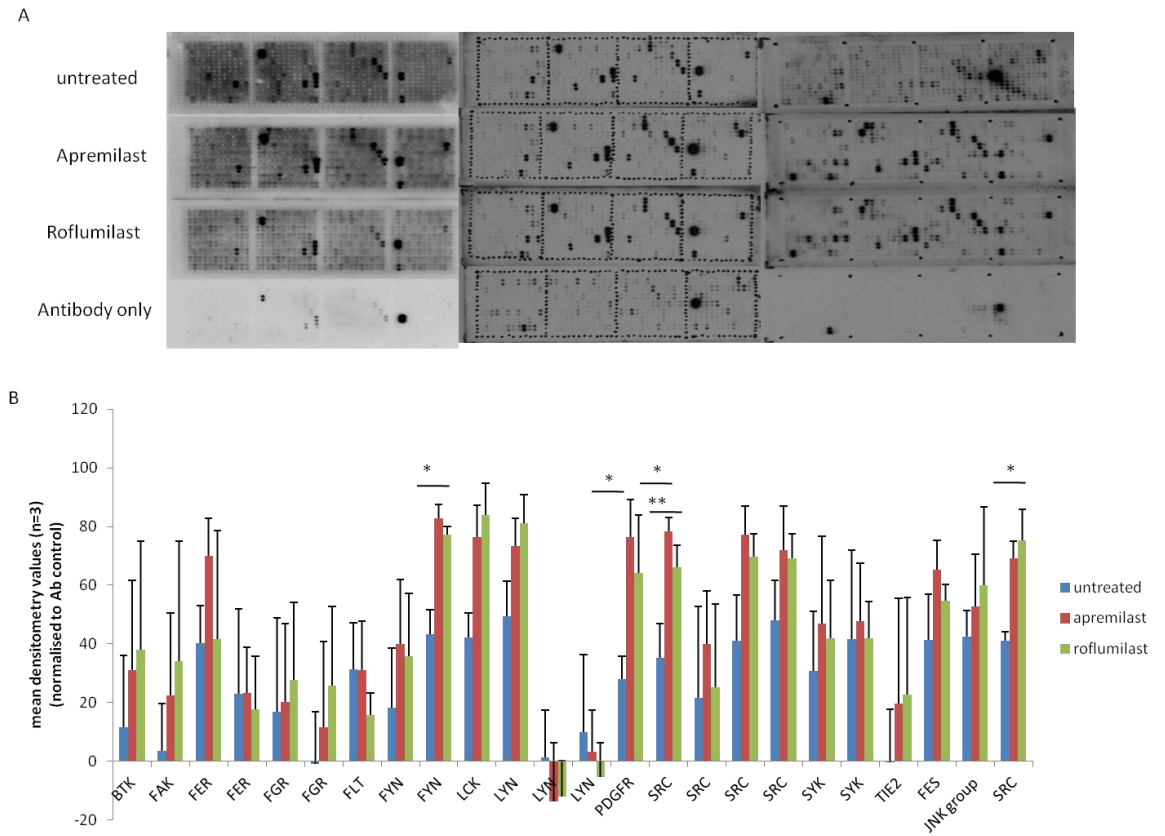 A
untreated
Apremilast
Roflumilast
Antibody only
B
mean densitometry values (n=3)
(normalised to Ab control)
120
100
80
60
40
20
0
-20
*
*
*
**
*
BTK FAK FER FER FGR FGR FLT FYN FYN LCK LYN LYN LYN PDGFR SRC SRC SRC SRC SYK SYK TIE2 FES JNK group SRC
untreated
apremilast
roflumilast